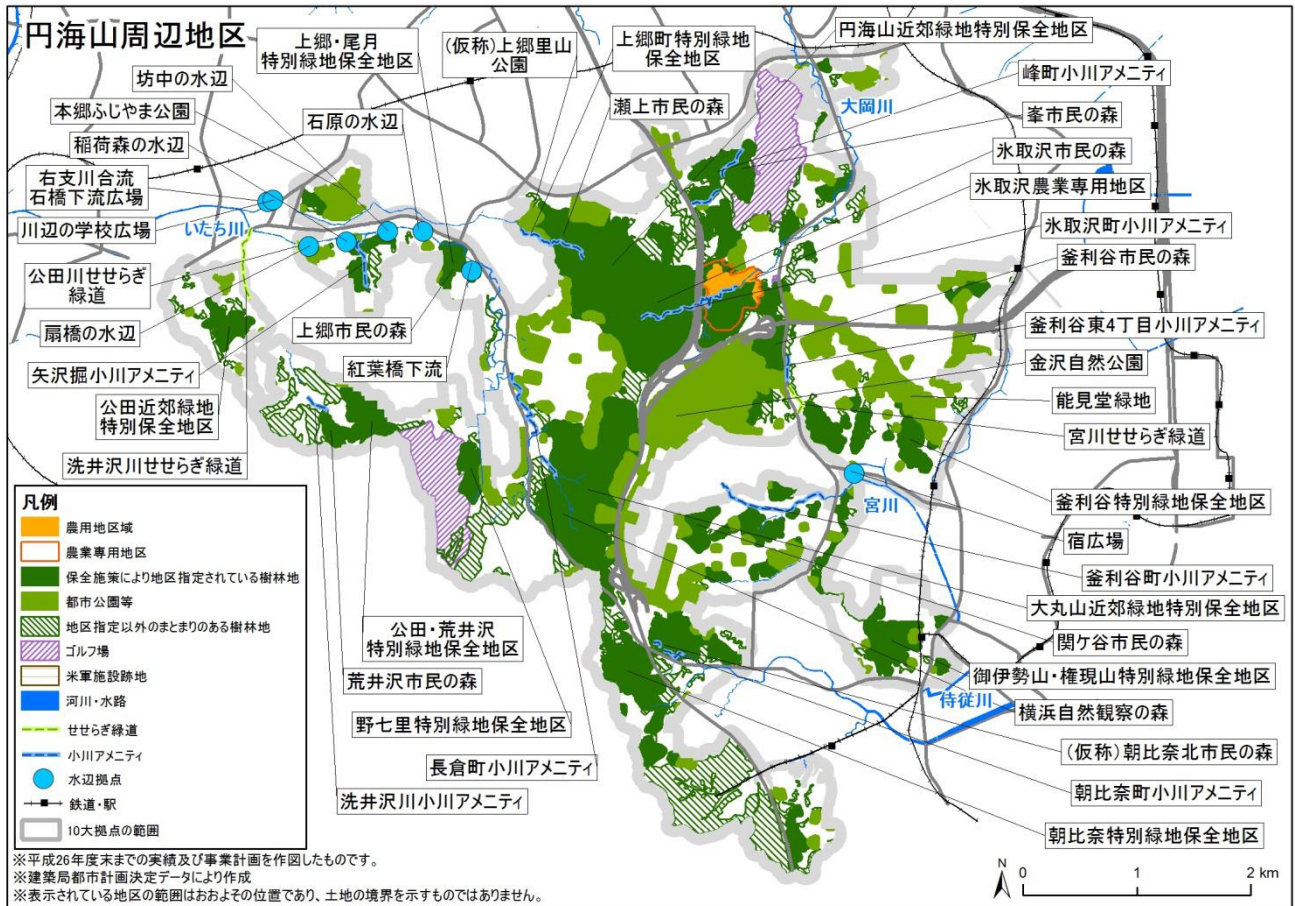 円海山周辺地区
上郷・尾月
特別緑地保全地区
(仮称)上郷里山
公園
上郷町特別緑地
保全地区
円海山近郊緑地特別保全地区
坊中の水辺
瀬上市民の森
峰町小川アメニティ
大岡川
本郷ふじやま公園
石原の水辺
峯市民の森
稲荷森の水辺
氷取沢市民の森
右支川合流
石橋下流広場
氷取沢農業専用地区
川辺の学校広場
いたち川
氷取沢町小川アメニティ
公田川せせらぎ
緑道
釜利谷市民の森
扇橋の水辺
上郷市民の森
釜利谷東4丁目小川アメニティ
矢沢掘小川アメニティ
紅葉橋下流
金沢自然公園
公田近郊緑地
特別保全地区
能見堂緑地
洗井沢川せせらぎ緑道
宮川せせらぎ緑道
釜利谷特別緑地保全地区
宮川
宿広場
釜利谷町小川アメニティ
大丸山近郊緑地特別保全地区
関ケ谷市民の森
御伊勢山・権現山特別緑地保全地区
侍従川
横浜自然観察の森
(仮称)朝比奈北市民の森
朝比奈町小川アメニティ
朝比奈特別緑地保全地区
公田・荒井沢
特別緑地保全地区
荒井沢市民の森
野七里特別緑地保全地区
長倉町小川アメニティ
洗井沢川小川アメニティ
凡例
農用地区域
農業専用地区
保全施策により地区指定されている樹林地
都市公園等
地区指定以外のまとまりのある樹林地
ゴルフ場
米軍施設跡地
河川・水路
せせらぎ緑道
小川アメニティ
水辺拠点
鉄道・駅
10大拠点の範囲
※平成26年度末までの実績及び事業計画を作図したものです。
※建築局都市計画決定データにより作成
※表示されている地区の範囲はおおよその位置であり、土地の境界を示すものではありません。
N
0 1 2 km